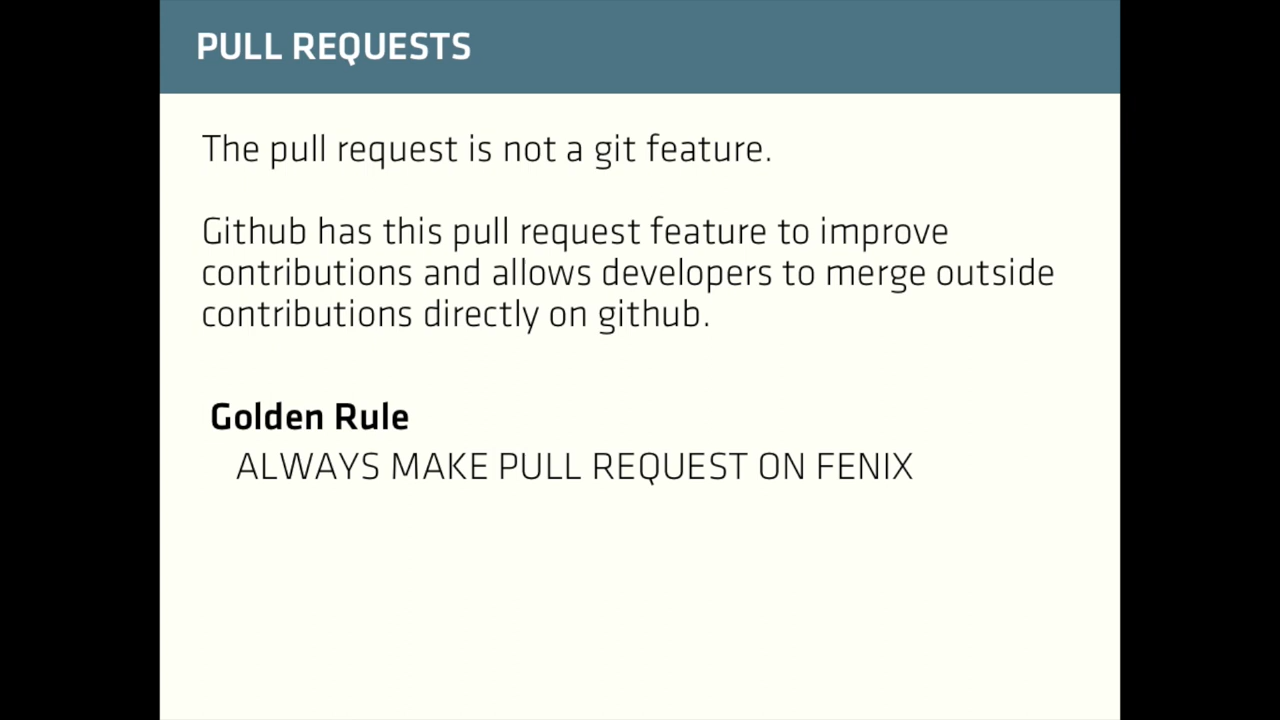 PULL REQUESTS
The pull request is not a git feature.
Github has this pull request feature to improve
contributions and allows developers to merge outside
contributions directly on github.
Golden Rule
ALWAYS MAKE PULL REQUEST ON FENIX